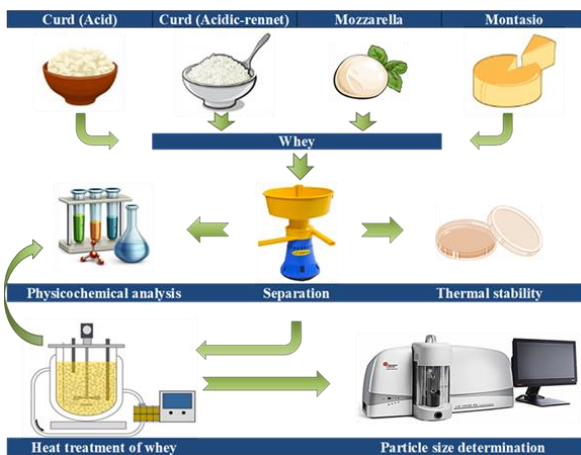 Curd (Acid)
Curd (Acidic-rennet)
Mozzarella
Montasio
Whey
Physicochemical analysis
Separation
Thermal stability
Heat treatment of whey
Particle size determination